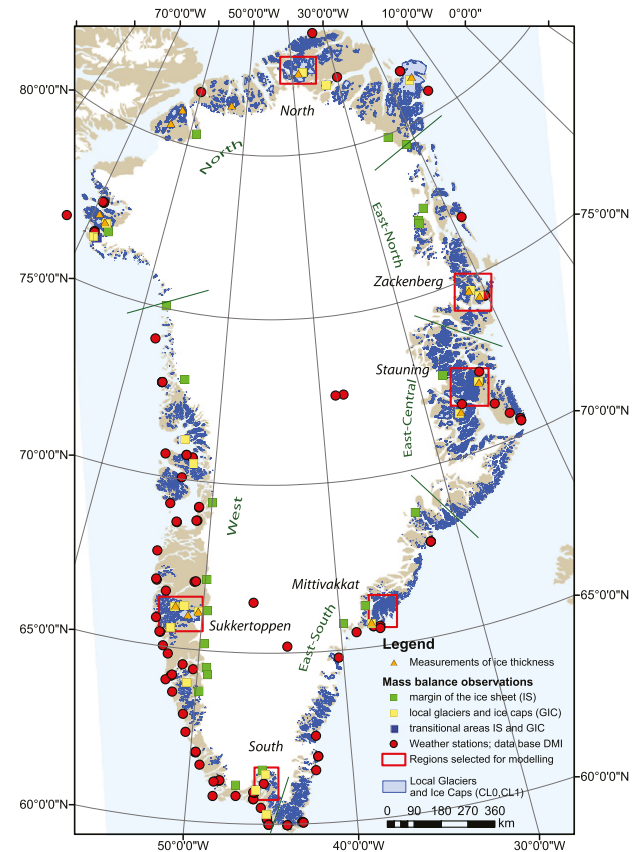 70°0'0"W 50°0'0"W 30°0'0"W 10°0'0"W 0°0'0"
80°0'0"N
North
North
East-North
75°0'0"N
Zackenberg
75°0'0"N
Stauning
East-Central
70°0'0"N
70°0'0"N
West
Mittivakkat
65°0'0"N
Sukkertoppen
65°0'0"N
East-South
Legend
Measurements of ice thickness
Mass balance observations
margin of the ice sheet (IS)
local glaciers and ice caps (GIC)
transitional areas IS and GIC
Weather stations; data base DMI
Regions selected for modelling
South
Local Glaciers
and Ice Caps (CL0,CL1)
60°0'0"N
60°0'0"N
0 90 180 270 360
km
50°0'0"W 40°0'0"W 30°0'0"W